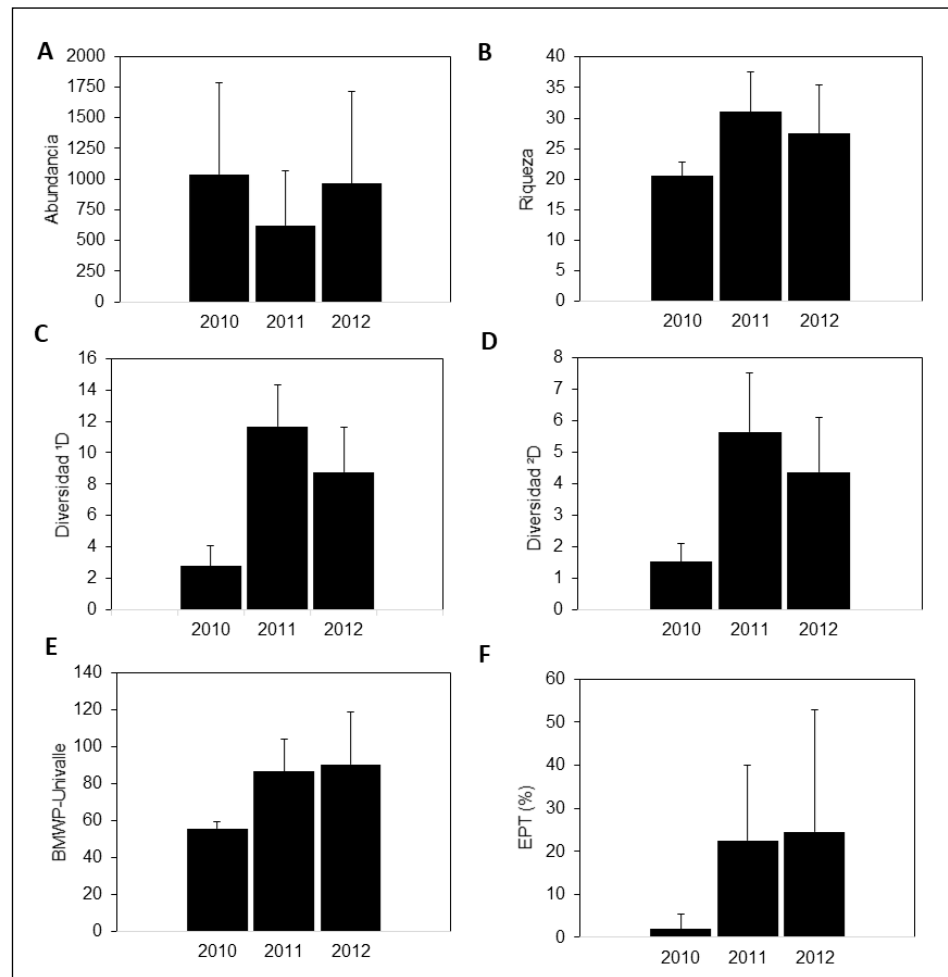 A
Abundancia
2000
1750
1500
1250
1000
750
500
250
0
2010 2011 2012
B
Riqueza
40
35
30
25
20
15
10
5
0
2010 2011 2012
C
Diversidad ¹D
16
14
12
10
8
6
4
2
0
2010 2011 2012
D
Diversidad ²D
8
7
6
5
4
3
2
1
0
2010 2011 2012
E
BMWP-Univalle
140
120
100
80
60
40
20
0
2010 2011 2012
F
EPT (%)
60
50
40
30
20
10
0
2010 2011 2012